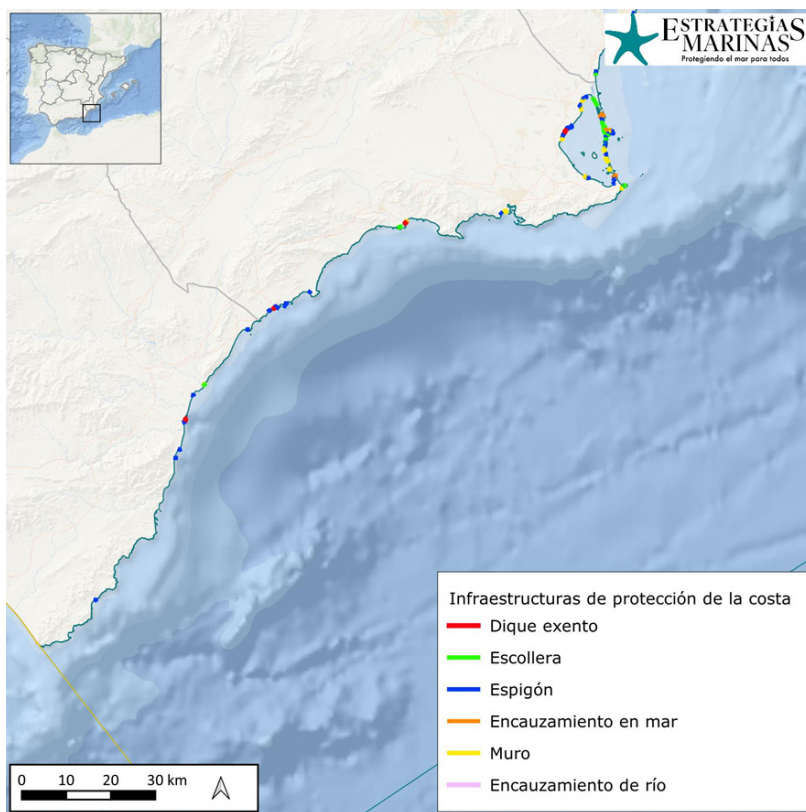 ESTRATEGIAS
MARINAS
Protegiendo el mar para todos
Infraestructuras de protección de la costa
Dique exento
Escollera
Espigón
Encauzamiento en mar
Muro
Encauzamiento de río
0 10 20 30 km